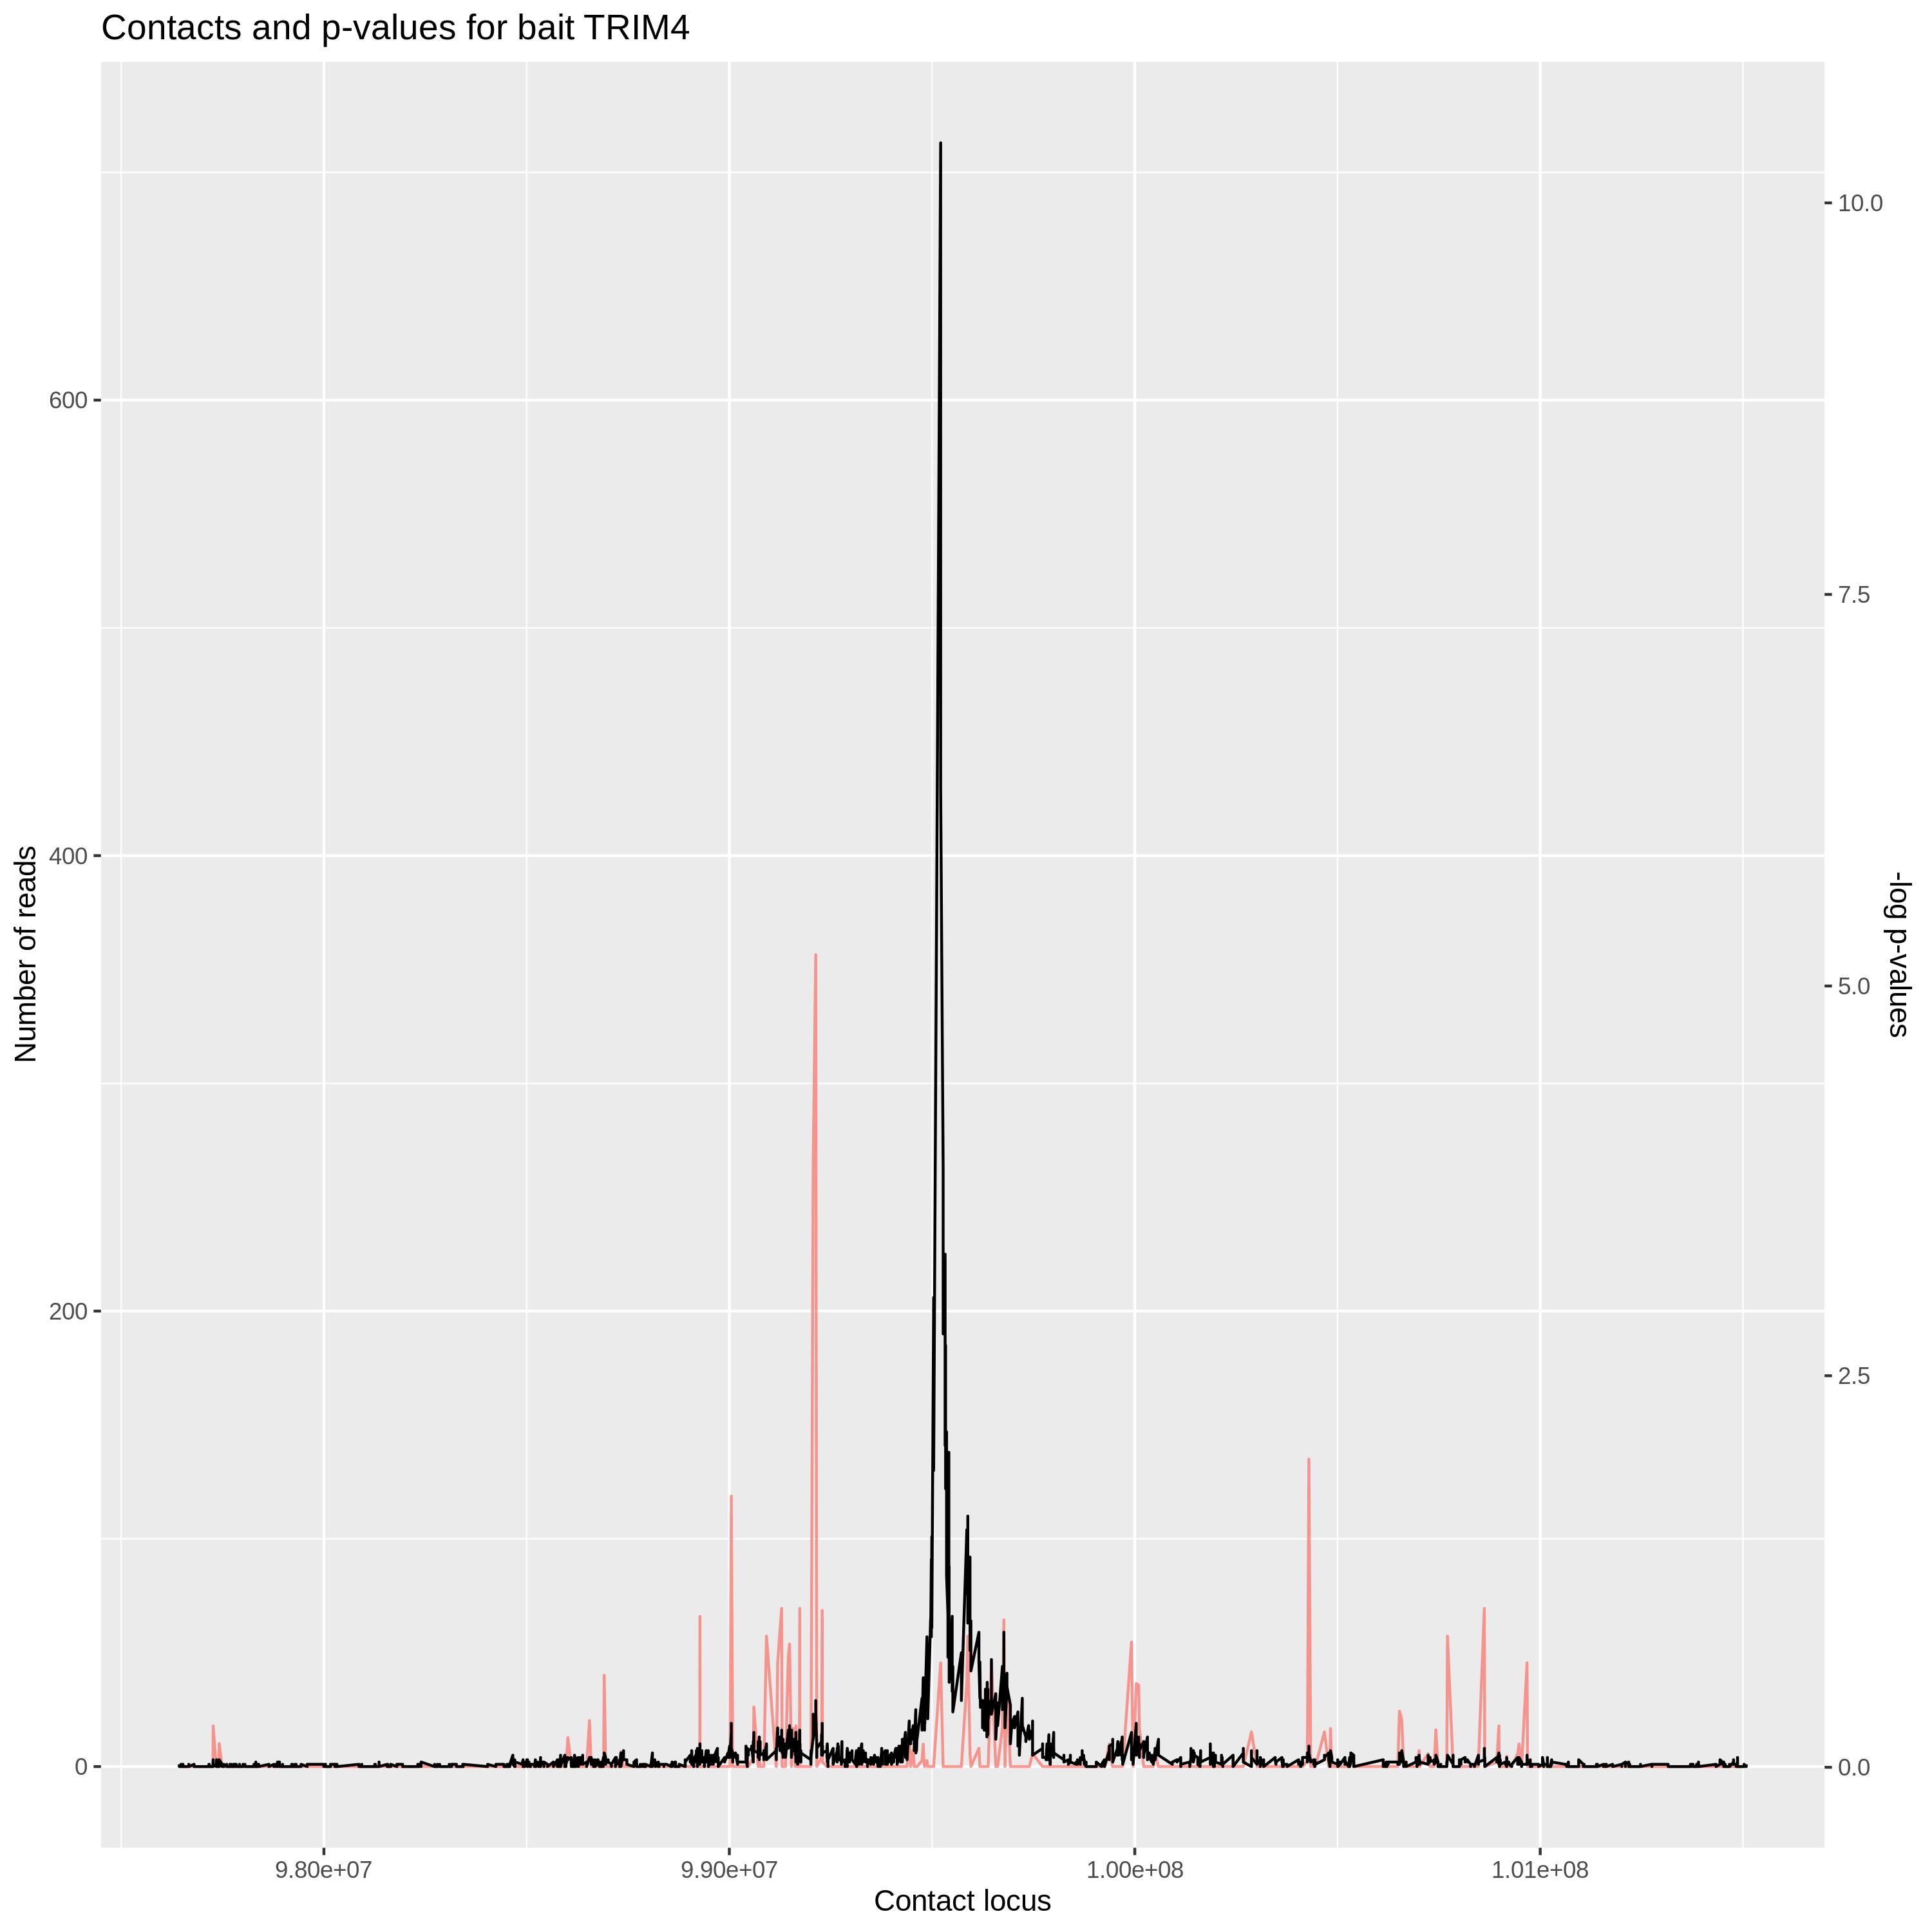 Contacts and p-values for bait TRIM4
Number of reads
600
400
200
0
10.0
7.5
5.0
2.5
0.0
-log p-values
9.80e+07
9.90e+07
1.00e+08
1.01e+08
Contact locus